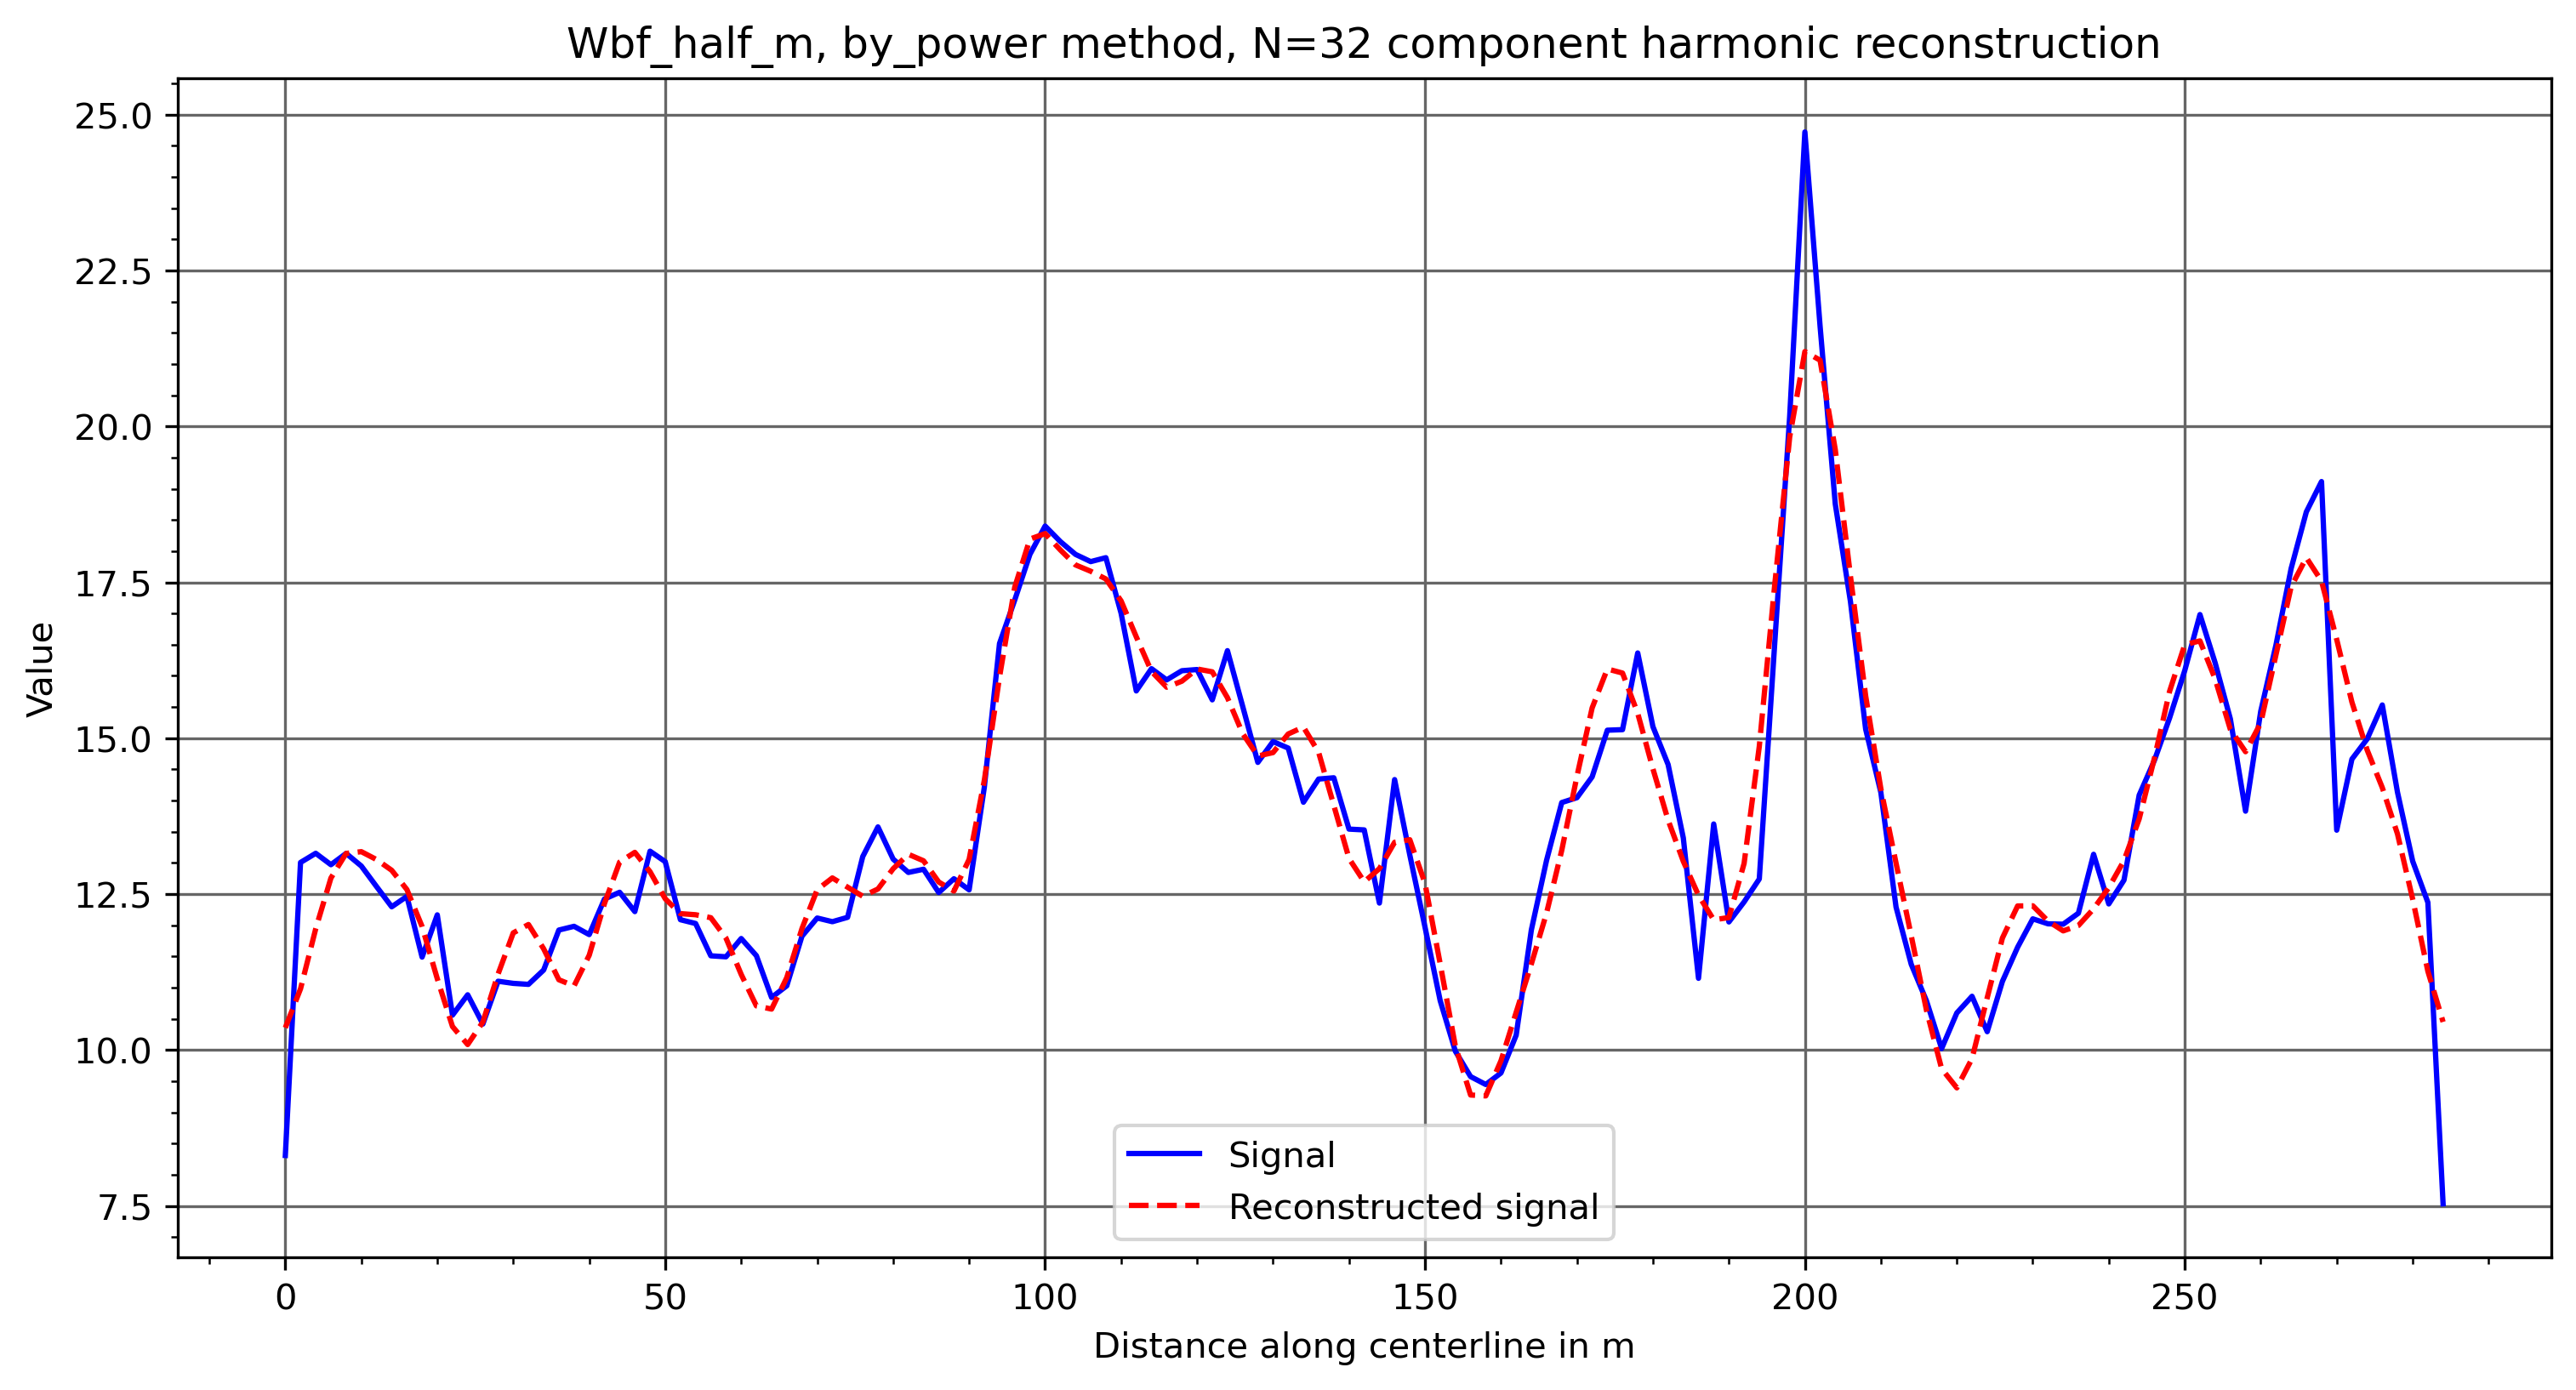 Wbf_half_m, by_power method, N=32 component harmonic reconstruction
25.0
22.5
20.0
17.5
15.0
12.5
10.0
7.5
Value
Signal
Reconstructed signal
0 50 100 150 200 250
Distance along centerline in m